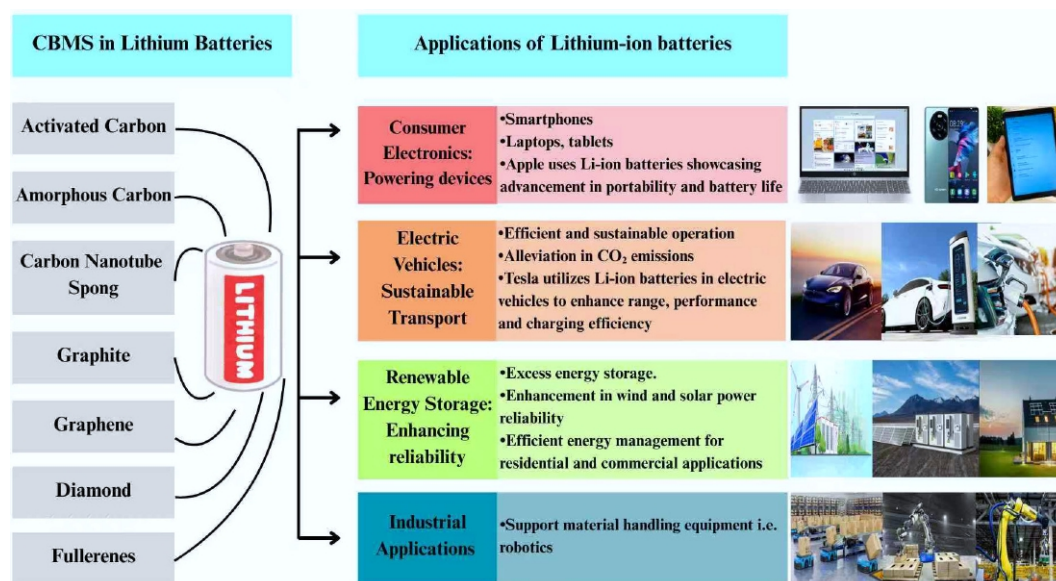 CBMS in Lithium Batteries
Applications of Lithium-ion batteries
Activated Carbon
Amorphous Carbon
Carbon Nanotube
Spong
Graphite
Graphene
Diamond
Fullerenes
LITHIUM
Consumer
Electronics:
Powering devices
•Smartphones
•Laptops, tablets
•Apple uses Li-ion batteries showcasing
advancement in portability and battery life
Electric
Vehicles:
Sustainable
Transport
•Efficient and sustainable operation
•Alleviation in CO₂ emissions
•Tesla utilizes Li-ion batteries in electric
vehicles to enhance range, performance
and charging efficiency
Renewable
Energy Storage:
Enhancing
reliability
•Excess energy storage.
•Enhancement in wind and solar power
reliability
•Efficient energy management for
residential and commercial applications
Industrial
Applications
•Support material handling equipment i.e.
robotics